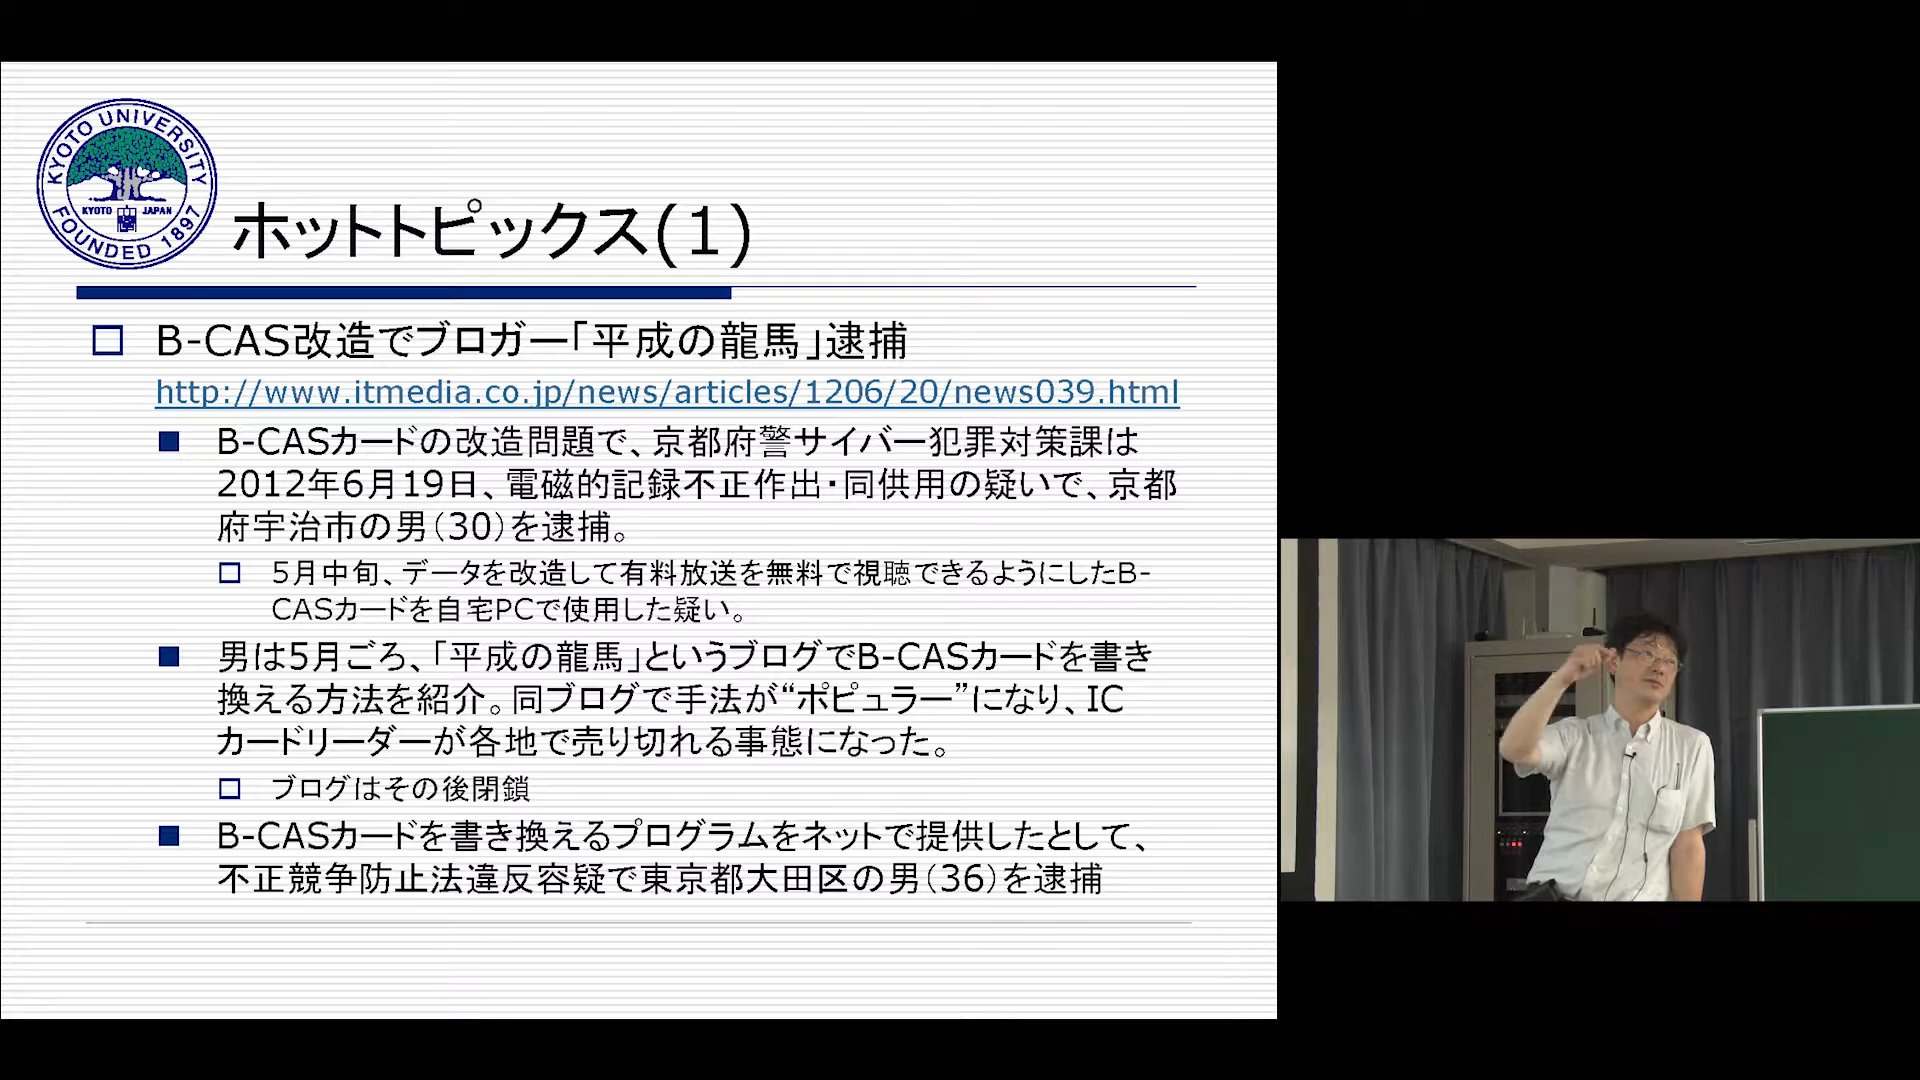 KYOTO UNIVERSITY
KYOTO JAPAN
FOUNDED 1897
ホットトピックス(1)
B-CAS改造でブロガー「平成の龍馬」逮捕
http://www.itmedia.co.jp/news/articles/1206/20/news039.html
B-CASカードの改造問題で、京都府警サイバー犯罪対策課は
2012年6月19日、電磁的記録不正作出・同供用の疑いで、京都
府宇治市の男（30）を逮捕。
5月中旬、データを改造して有料放送を無料で視聴できるようにしたB-
CASカードを自宅PCで使用した疑い。
男は5月ごろ、「平成の龍馬」というブログでB-CASカードを書き
換える方法を紹介。同ブログで手法が“ポピュラー”になり、IC
カードリーダーが各地で売り切れる事態になった。
ブログはその後閉鎖
B-CASカードを書き換えるプログラムをネットで提供したとして、
不正競争防止法違反容疑で東京都大田区の男（36）を逮捕